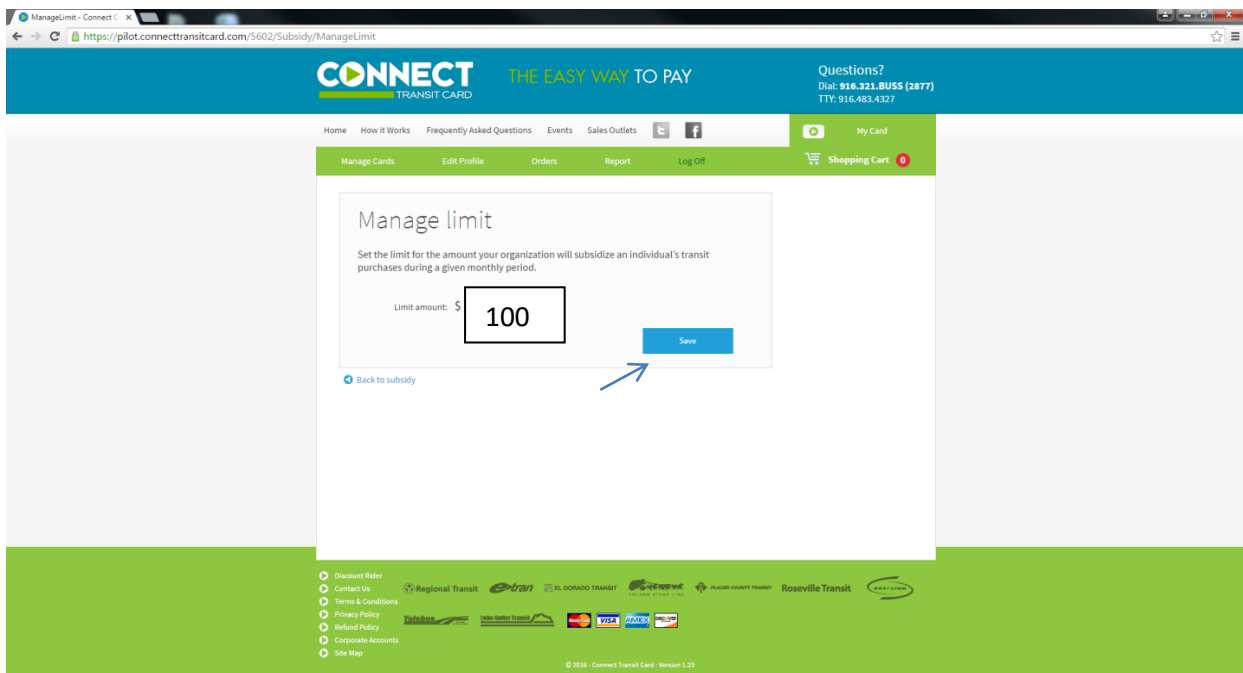 ManageLimit - Connect C
https://pilot.connecttransitcard.com/5602/Subsidy/ManageLimit
CONNECT
TRANSIT CARD
THE EASY WAY TO PAY
Questions?
Dial: 916.321.BUSS (2877)
TTY: 916.483.4327
Home How it Works Frequently Asked Questions Events Sales Outlets
My Card
Manage Cards Edit Profile Orders Report Log Off
Shopping Cart 0
Manage limit
Set the limit for the amount your organization will subsidize an individual's transit
purchases during a given monthly period.
Limit amount: $ 100
Save
Back to subsidy
Discount Rider
Contact Us
Terms & Conditions
Privacy Policy
Refund Policy
Corporate Accounts
Site Map
Regional Transit etran EL DORADO TRANSIT PLACER COUNTY TRANSIT Roseville Transit
Yolobus Yuba-Sutter Transit MasterCard VISA AMEX DISCOVER
© 2016 - Connect Transit Card - Version 1.23